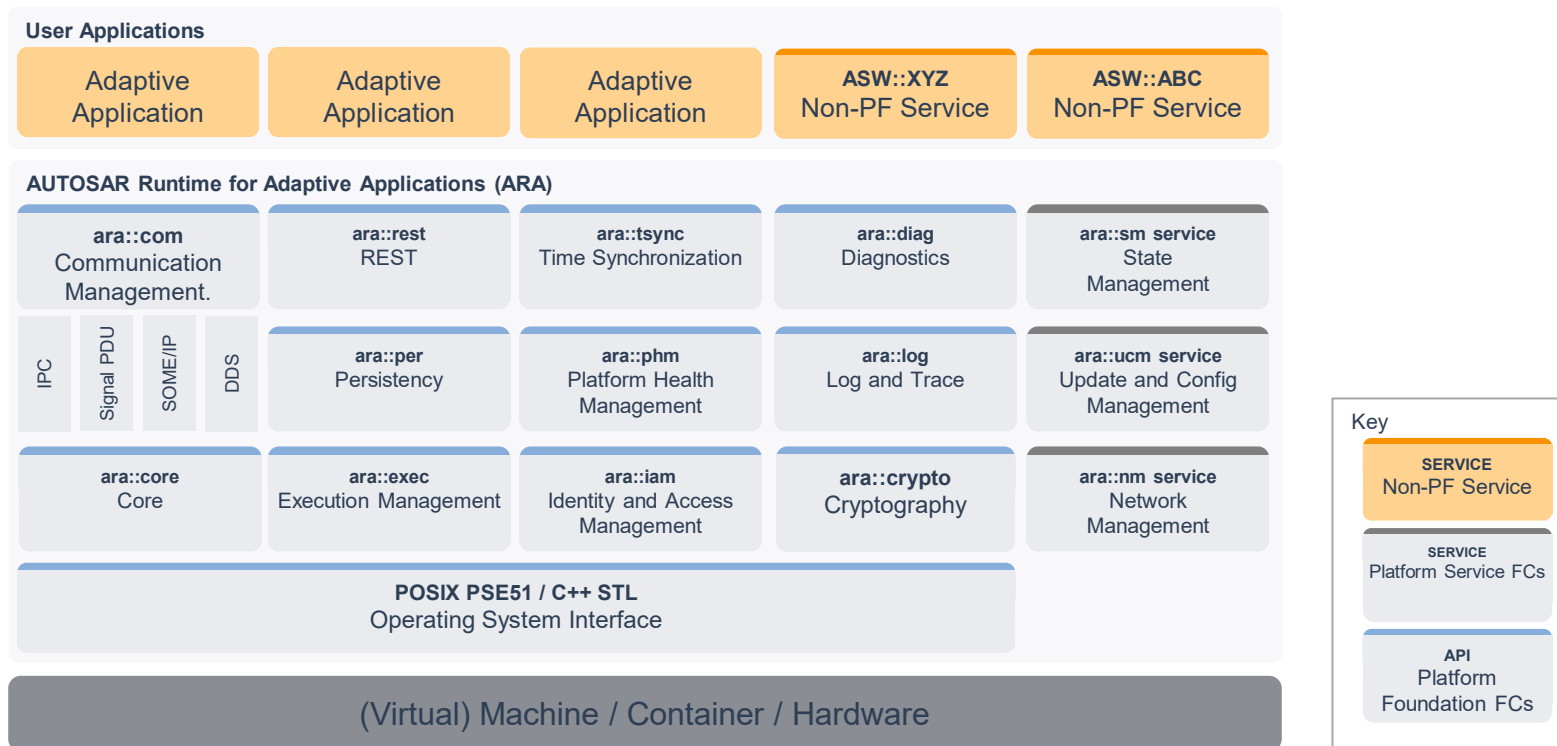 User Applications
Adaptive
Application
Adaptive
Application
Adaptive
Application
ASW::XYZ
Non-PF Service
ASW::ABC
Non-PF Service
AUTOSAR Runtime for Adaptive Applications (ARA)
ara::com
Communication
Management.
ara::rest
REST
ara::tsync
Time Synchronization
ara::diag
Diagnostics
ara::sm service
State
Management
IPC
Signal PDU
SOME/IP
DDS
ara::per
Persistency
ara::phm
Platform Health
Management
ara::log
Log and Trace
ara::ucm service
Update and Config
Management
ara::core
Core
ara::exec
Execution Management
ara::iam
Identity and Access
Management
ara::crypto
Cryptography
ara::nm service
Network
Management
POSIX PSE51 / C++ STL
Operating System Interface
(Virtual) Machine / Container / Hardware
Key
SERVICE
Non-PF Service
SERVICE
Platform Service FCs
API
Platform
Foundation FCs